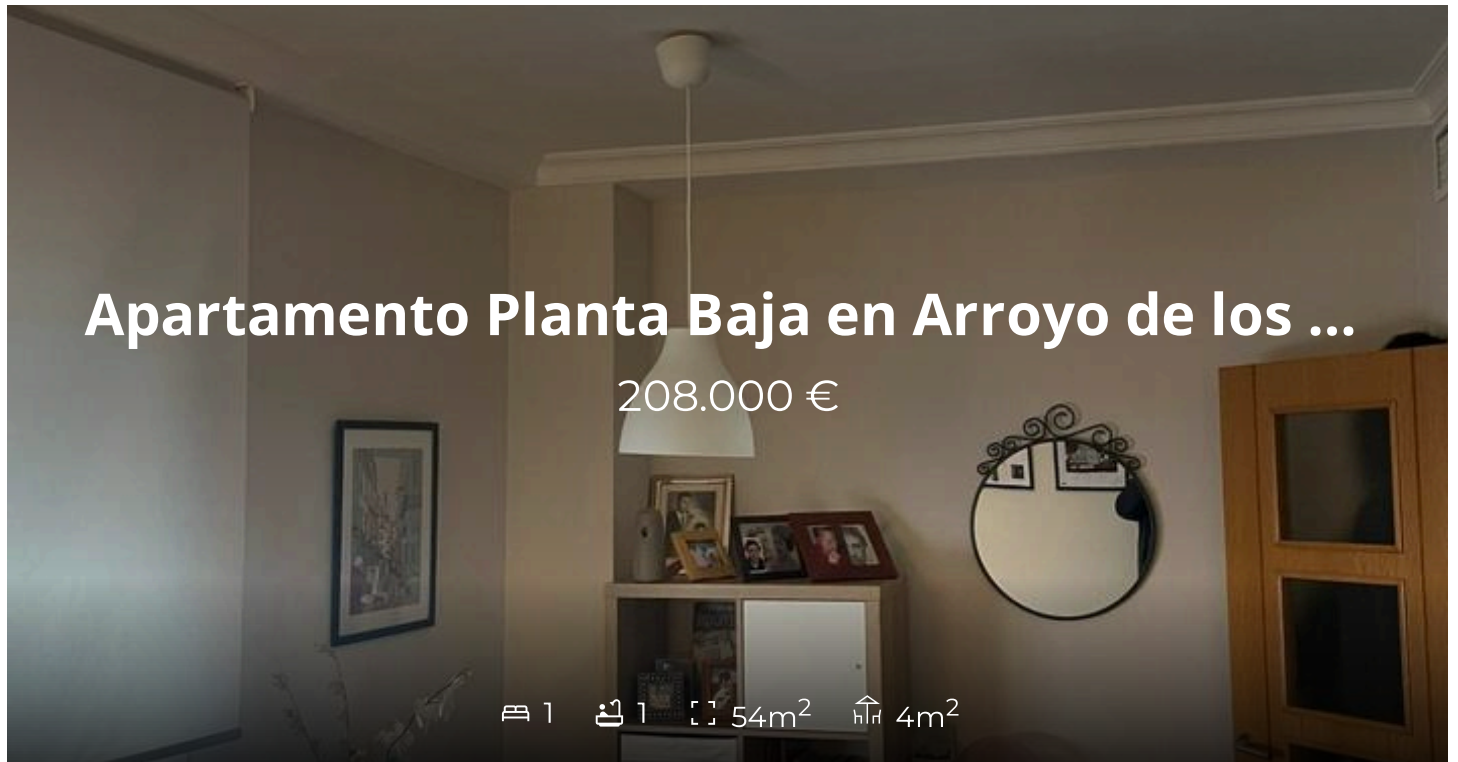 Apartamento Planta Baja en Arroyo de los ...
208.000 €
1 1 54m² 4m²